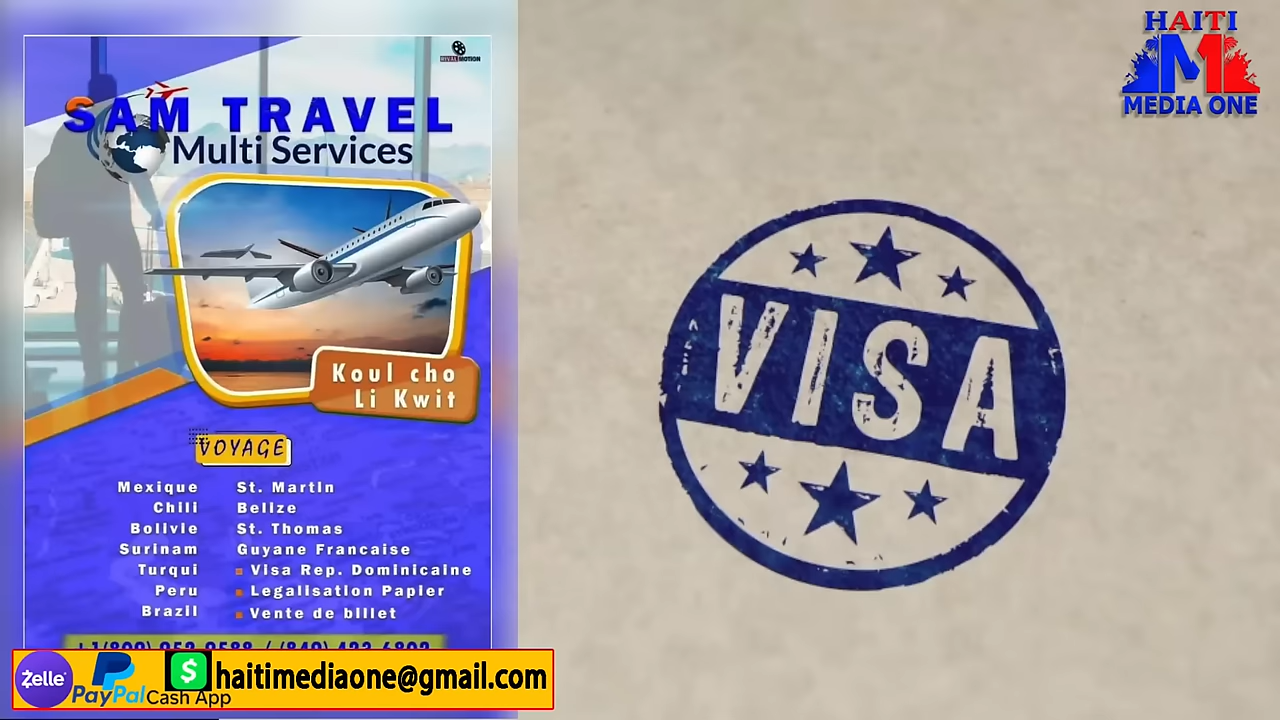 HAITI
M
MEDIA ONE
SAM TRAVEL
Multi Services
Koul cho
Li Kwit
VOYAGE
Mexique
Chili
Bolivie
Surinam
Turqui
Peru
Brazil
St. Martin
Belize
St. Thomas
Guyane Francaise
Visa Rep. Dominicaine
Legalisation Papier
Vente de billet
VISA
Zelle
PayPal
$
Cash App
haitimediaone@gmail.com